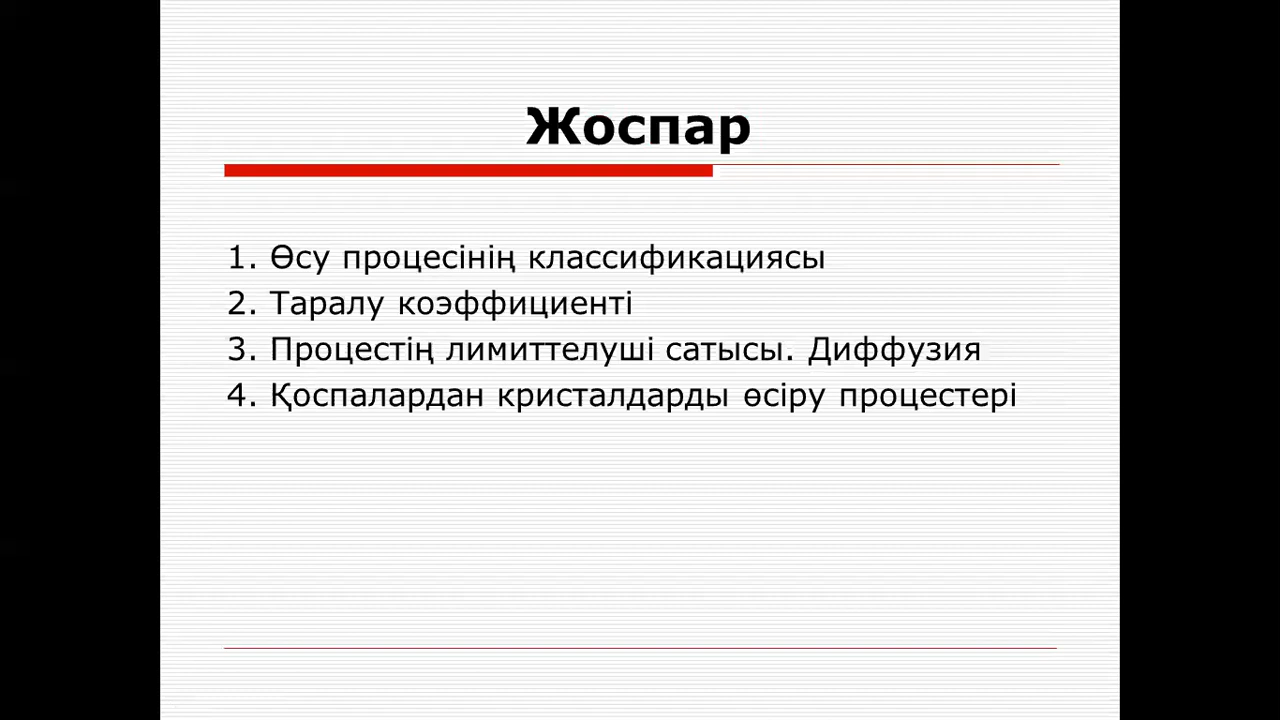 Жоспар
1. Өсу процесінің классификациясы
2. Таралу коэффициенті
3. Процестің лимиттелуші сатысы. Диффузия
4. Қоспалардан кристалдарды өсіру процестері